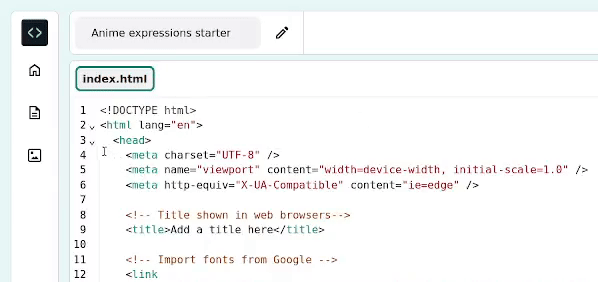 <>
Anime expressions starter
index.html
1 <!DOCTYPE html>
2 <html lang="en">
3 <head>
4 <meta charset="UTF-8" />
5 <meta name="viewport" content="width=device-width, initial-scale=1.0" />
6 <meta http-equiv="X-UA-Compatible" content="ie=edge" />
7
8 <!-- Title shown in web browsers-->
9 <title>Add a title here</title>
10
11 <!-- Import fonts from Google -->
12 <link